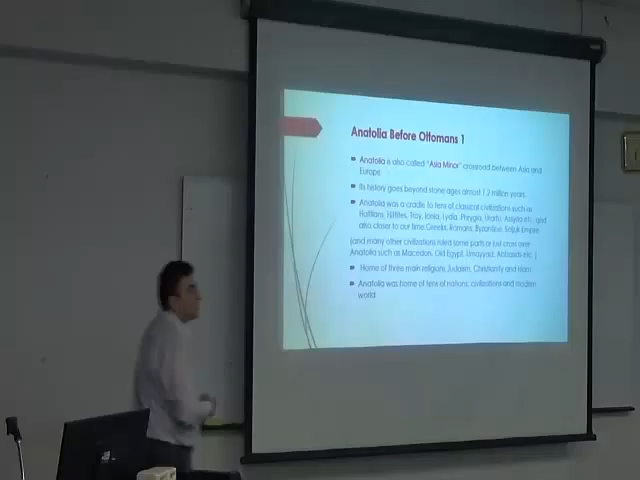 Anatolia Before Ottomans 1
Anatolia is also called "Asia Minor" crossroad between Asia and
Europe
Its history goes beyond stone ages almost 1.2 million years.
Anatolia was a cradle to tens of classical civilizations such as
Hattians, Hittites, Troy, Ionia, Lydia, Phrygia, Urartu, Assyria etc. and
also closer to our time Greeks, Romans, Byzantine, Seljuk Empire
(and many other civilizations ruled some parts or just cross over
Anatolia such as Macedon, Old Egypt, Umayyad, Abbasids etc. )
Home of three main religions Judaism, Christianity and Islam
Anatolia was home of tens of nations, civilizations and modern
world